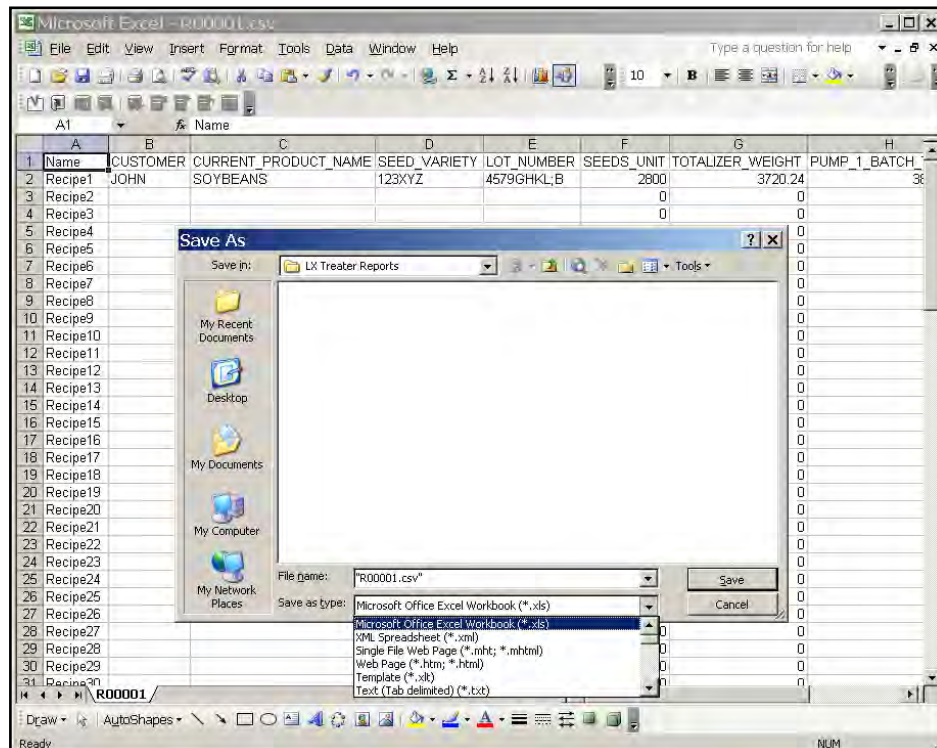 Microsoft Excel - R00001.csv
File Edit View Insert Format Tools Data Window Help Type a question for help
10 B
A1 fx Name
A B C D E F G H
1 Name CUSTOMER CURRENT_PRODUCT_NAME SEED_VARIETY LOT_NUMBER SEEDS_UNIT TOTALIZER_WEIGHT PUMP_1_BATCH_
2 Recipe1 JOHN SOYBEANS 123XYZ 4579GHKL;B 2800 3720.24
3 Recipe2 0 0
4 Recipe3 0 0
5 Recipe4 0
6 Recipe5 0
7 Recipe6 0
8 Recipe7 0
9 Recipe8 0
10 Recipe9 0
11 Recipe10 0
12 Recipe11 0
13 Recipe12 0
14 Recipe13 0
15 Recipe14 0
16 Recipe15 0
17 Recipe16 0
18 Recipe17 0
19 Recipe18 0
20 Recipe19 0
21 Recipe20 0
22 Recipe21 0
23 Recipe22 0
24 Recipe23 0
25 Recipe24 0
26 Recipe25 0
27 Recipe26 0
28 Recipe27 0 0
29 Recipe28 0 0
30 Recipe29 0 0
31 Recipe30 0 0
Save As
Save in: LX Treater Reports Tools
My Recent
Documents
Desktop
My Documents
My Computer
My Network
Places
File name: "R00001.csv" Save
Save as type: Microsoft Office Excel Workbook (*.xls) Cancel
Microsoft Office Excel Workbook (*.xls)
XML Spreadsheet (*.xml)
Single File Web Page (*.mht; *.mhtml)
Web Page (*.htm; *.html)
Template (*.xlt)
Text (Tab delimited) (*.txt)
R00001
Draw AutoShapes
Ready NUM